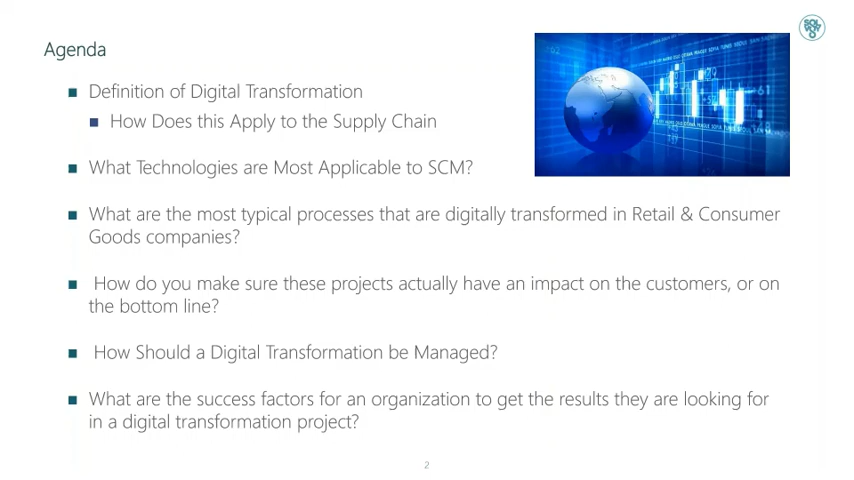 Agenda
Definition of Digital Transformation
How Does this Apply to the Supply Chain
What Technologies are Most Applicable to SCM?
What are the most typical processes that are digitally transformed in Retail & Consumer
Goods companies?
How do you make sure these projects actually have an impact on the customers, or on
the bottom line?
How Should a Digital Transformation be Managed?
What are the success factors for an organization to get the results they are looking for
in a digital transformation project?
2